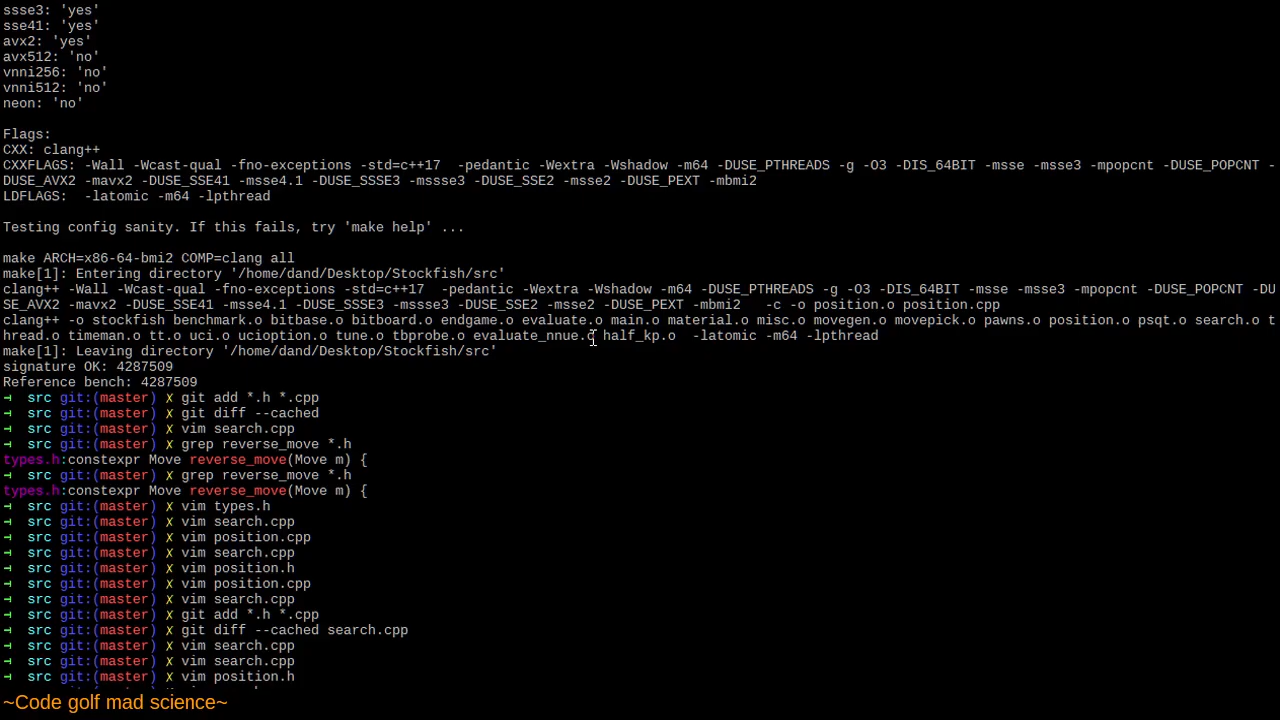 ssse3: 'yes'
sse41: 'yes'
avx2: 'yes'
avx512: 'no'
vnni256: 'no'
vnni512: 'no'
neon: 'no'
Flags:
CXX: clang++
CXXFLAGS: -Wall -Wcast-qual -fno-exceptions -std=c++17  -pedantic -Wextra -Wshadow -m64 -DUSE_PTHREADS -g -O3 -DIS_64BIT -msse -msse3 -mpopcnt -DUSE_POPCNT -
DUSE_AVX2 -mavx2 -DUSE_SSE41 -msse4.1 -DUSE_SSSE3 -mssse3 -DUSE_SSE2 -msse2 -DUSE_PEXT -mbmi2
LDFLAGS:  -latomic -m64 -lpthread
Testing config sanity. If this fails, try 'make help' ...
make ARCH=x86-64-bmi2 COMP=clang all
make[1]: Entering directory '/home/dand/Desktop/Stockfish/src'
clang++ -Wall -Wcast-qual -fno-exceptions -std=c++17  -pedantic -Wextra -Wshadow -m64 -DUSE_PTHREADS -g -O3 -DIS_64BIT -msse -msse3 -mpopcnt -DUSE_POPCNT -DU
SE_AVX2 -mavx2 -DUSE_SSE41 -msse4.1 -DUSE_SSSE3 -mssse3 -DUSE_SSE2 -msse2 -DUSE_PEXT -mbmi2   -c -o position.o position.cpp
clang++ -o stockfish benchmark.o bitbase.o bitboard.o endgame.o evaluate.o main.o material.o misc.o movegen.o movepick.o pawns.o position.o psqt.o search.o t
hread.o timeman.o tt.o uci.o ucioption.o tune.o tbprobe.o evaluate_nnue.o half_kp.o  -latomic -m64 -lpthread
make[1]: Leaving directory '/home/dand/Desktop/Stockfish/src'
signature OK: 4287509
Reference bench: 4287509
→  src git:(master) ✗ git add *.h *.cpp
→  src git:(master) ✗ git diff --cached
→  src git:(master) ✗ vim search.cpp
→  src git:(master) ✗ grep reverse_move *.h
types.h:constexpr Move reverse_move(Move m) {
→  src git:(master) ✗ grep reverse_move *.h
types.h:constexpr Move reverse_move(Move m) {
→  src git:(master) ✗ vim types.h
→  src git:(master) ✗ vim search.cpp
→  src git:(master) ✗ vim position.cpp
→  src git:(master) ✗ vim search.cpp
→  src git:(master) ✗ vim position.h
→  src git:(master) ✗ vim position.cpp
→  src git:(master) ✗ vim search.cpp
→  src git:(master) ✗ git add *.h *.cpp
→  src git:(master) ✗ git diff --cached search.cpp
→  src git:(master) ✗ vim search.cpp
→  src git:(master) ✗ vim search.cpp
→  src git:(master) ✗ vim position.h
~Code golf mad science~